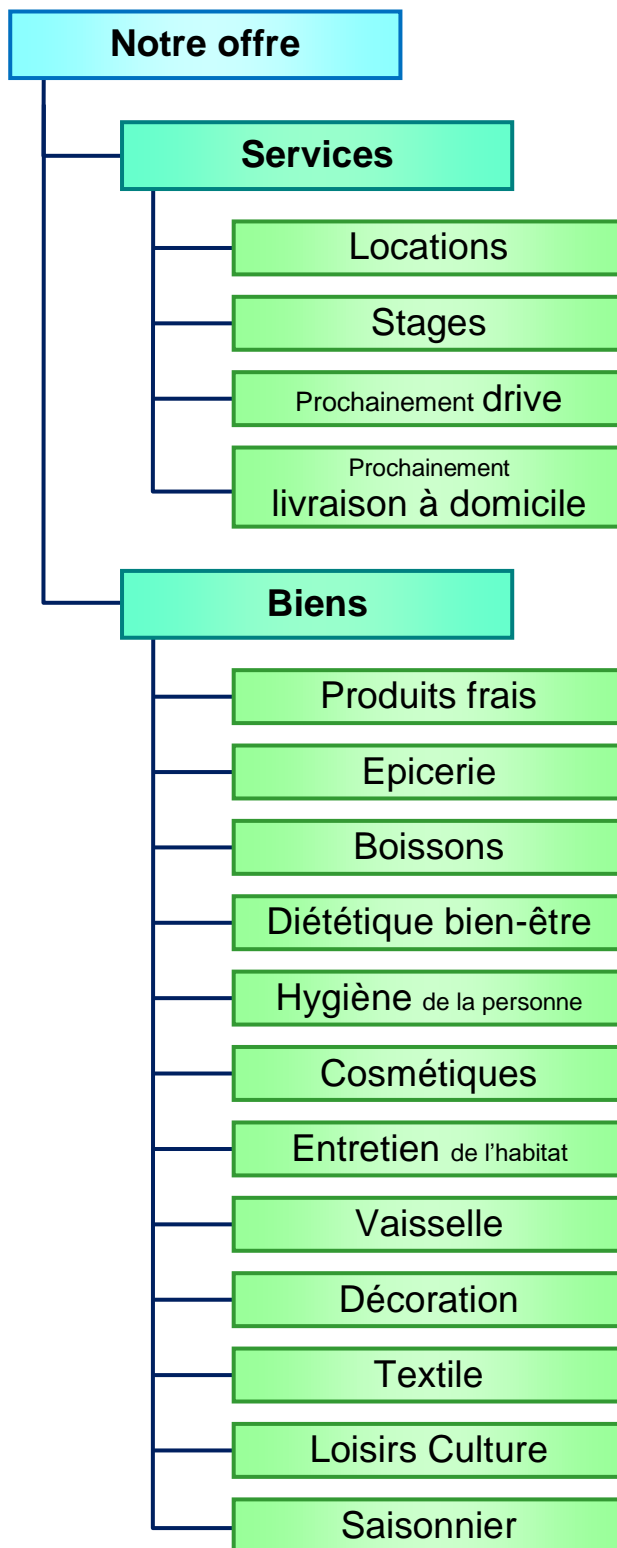 Notre offre
Services
Locations
Stages
Prochainement drive
Prochainement
livraison à domicile
Biens
Produits frais
Epicerie
Boissons
Diététique bien-être
Hygiène de la personne
Cosmétiques
Entretien de l’habitat
Vaisselle
Décoration
Textile
Loisirs Culture
Saisonnier